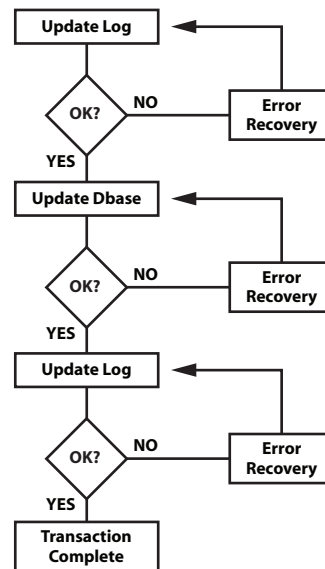 Update Log
OK?
NO
Error
Recovery
YES
Update Dbase
OK?
NO
Error
Recovery
YES
Update Log
OK?
NO
Error
Recovery
YES
Transaction
Complete